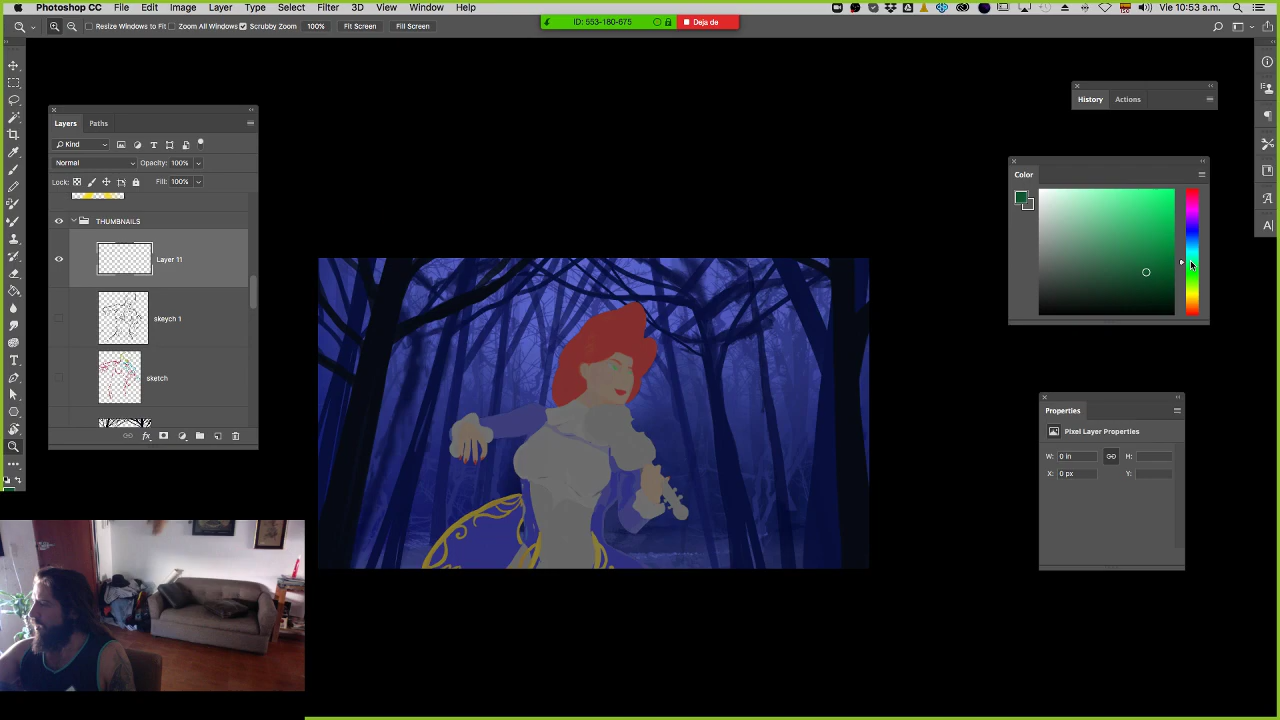 Photoshop CC File Edit Image Layer Type Select Filter 3D View Window Help Vie 10:53 a.m.
ID: 553-180-675 Deja de
Resize Windows to Fit Zoom All Windows Scrubby Zoom 100% Fit Screen Fill Screen
Layers Paths
Kind
Normal Opacity: 100%
Lock: Fill: 100%
THUMBNAILS
Layer 11
skeych 1
sketch
fx
History Actions
Color
Properties
Pixel Layer Properties
W: 0 in H:
X: 0 px Y: